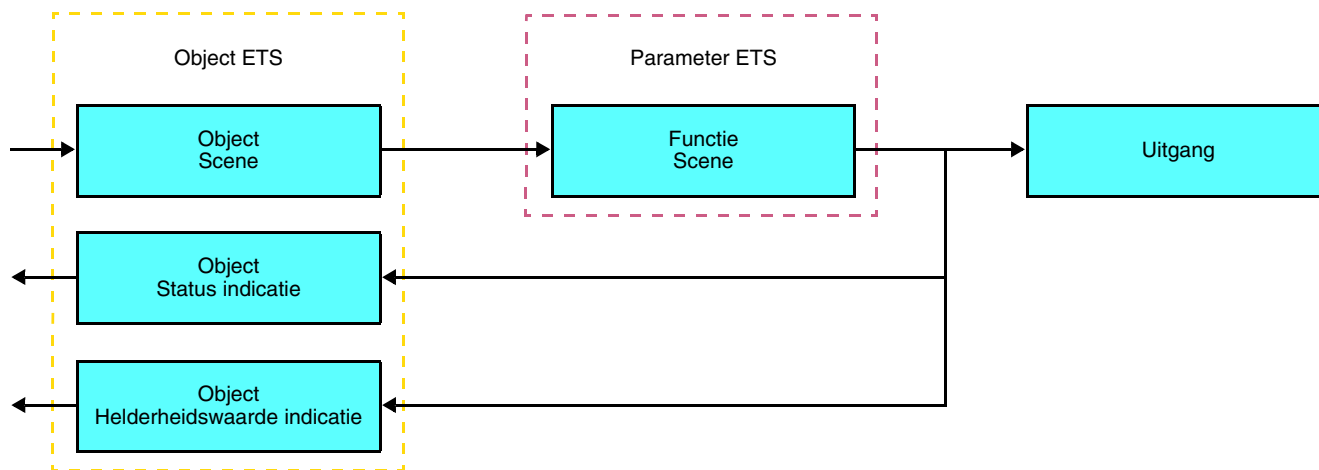 Object ETS
Parameter ETS
Object
Scene
Functie
Scene
Uitgang
Object
Status indicatie
Object
Helderheidswaarde indicatie